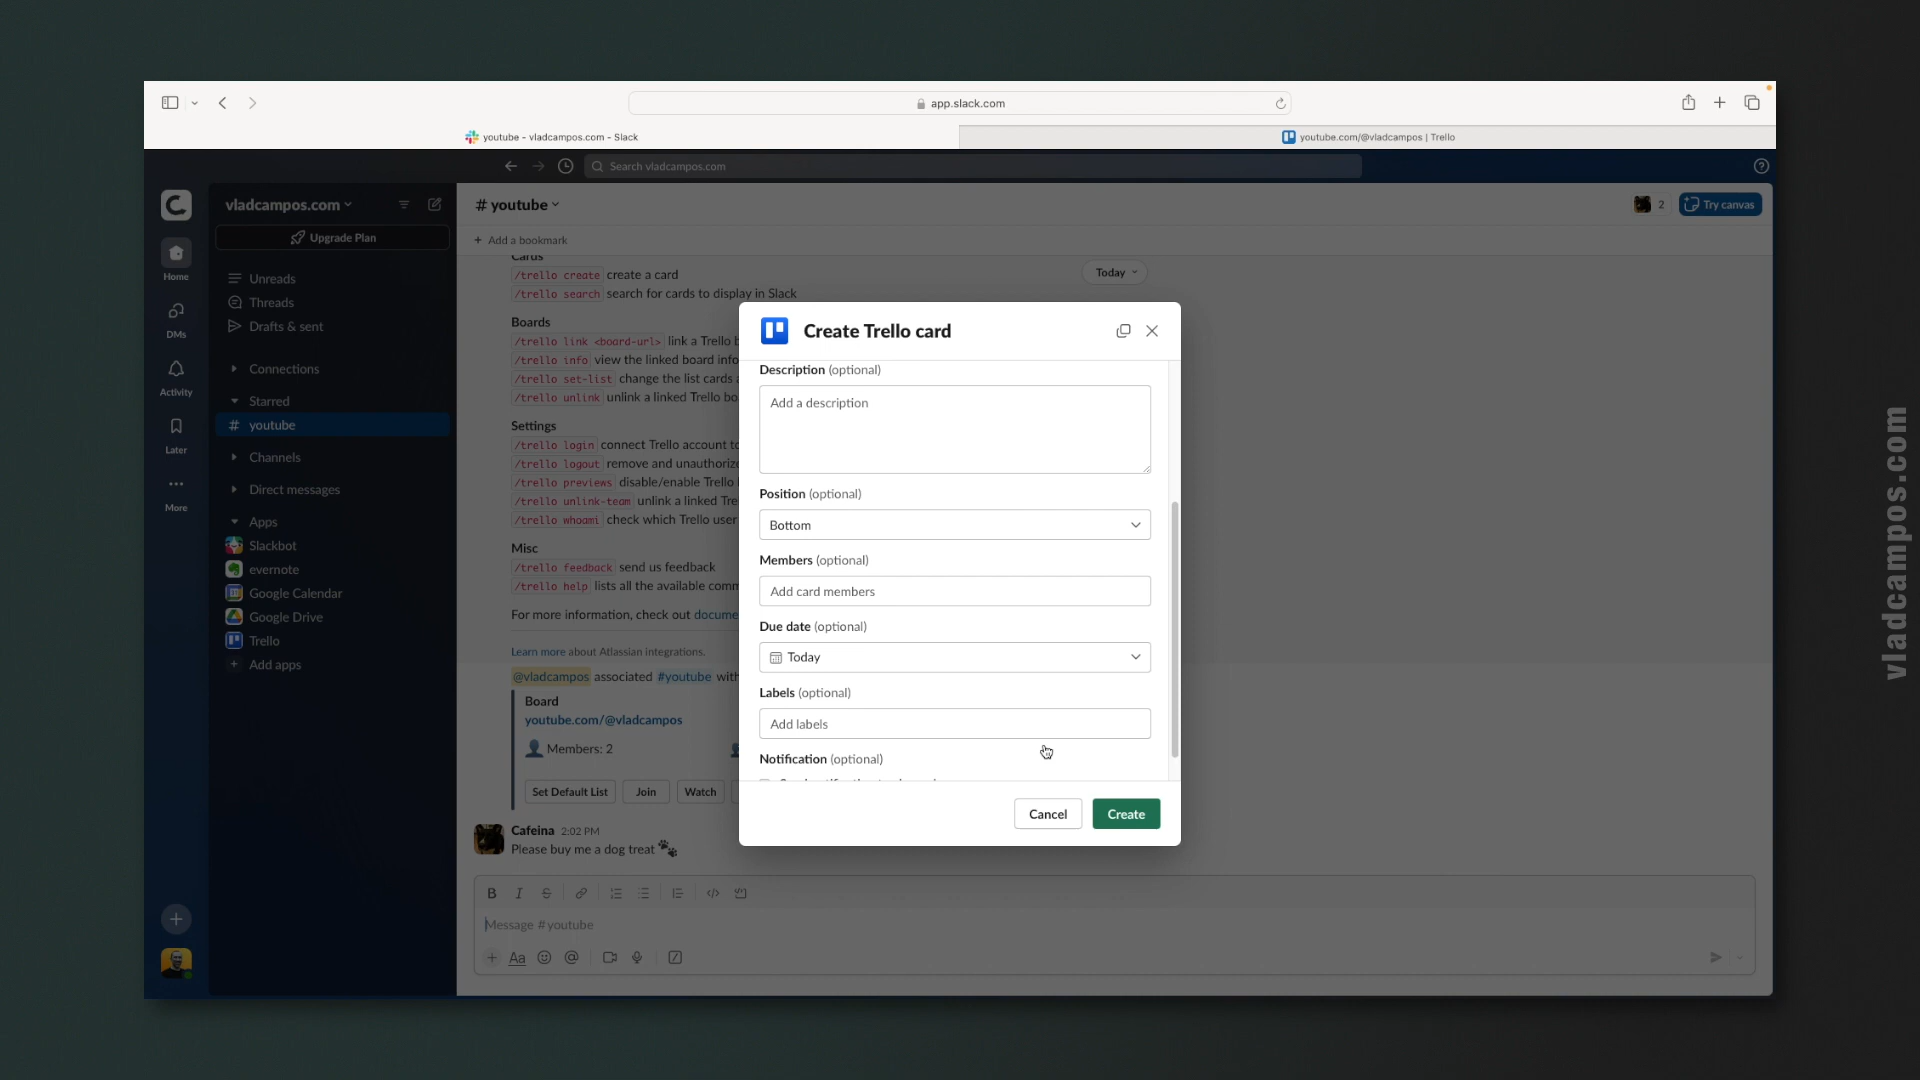 app.slack.com
youtube - vladcampos.com - Slack
youtube.com/@vladcampos | Trello
Search vladcampos.com
vladcampos.com
# youtube
2
Try canvas
Upgrade Plan
Add a bookmark
Home
DMs
Activity
Later
More
Unreads
Threads
Drafts & sent
Connections
Starred
# youtube
Channels
Direct messages
Apps
Slackbot
evernote
Google Calendar
Google Drive
Trello
+ Add apps
Cards
/trello create create a card
Today
/trello search search for cards to display in Slack
Boards
/trello link <board-url> link a Trello
/trello info view the linked board info
/trello set-list change the list cards
/trello unlink unlink a linked Trello
Settings
/trello login connect Trello account
/trello logout remove and unauthorize
/trello previews disable/enable Trello
/trello unlink-team unlink a linked
/trello whoami check which Trello user
Misc
/trello feedback send us feedback
/trello help lists all the available
For more information, check out
Learn more about Atlassian integrations.
@vladcampos associated #youtube with
Board
youtube.com/@vladcampos
Members: 2
Set Default List
Join
Watch
Cafeina 2:02 PM
Please buy me a dog treat
Message #youtube
Aa
Create Trello card
Description (optional)
Add a description
Position (optional)
Bottom
Members (optional)
Add card members
Due date (optional)
Today
Labels (optional)
Add labels
Notification (optional)
Cancel
Create
vladcampos.com